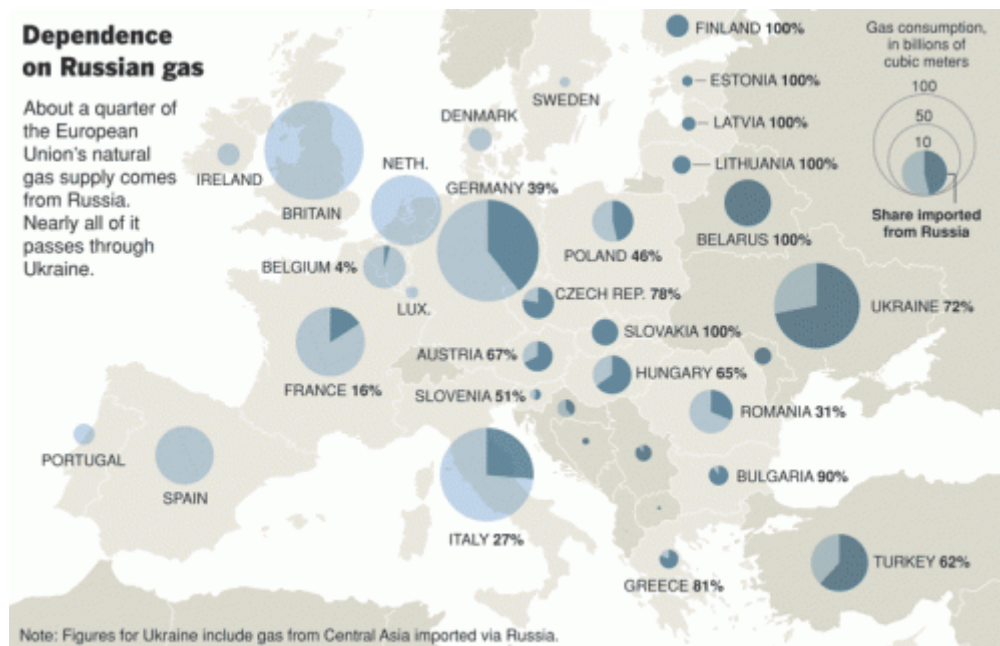 Dependence
on Russian gas
About a quarter of
the European
Union's natural
gas supply comes
from Russia.
Nearly all of it
passes through
Ukraine.
Gas consumption,
in billions of
cubic meters
100
50
10
Share imported
from Russia
FINLAND 100%
ESTONIA 100%
SWEDEN
DENMARK
LATVIA 100%
NETH.
LITHUANIA 100%
IRELAND
GERMANY 39%
BRITAIN
BELARUS 100%
POLAND 46%
BELGIUM 4%
CZECH REP. 78%
LUX.
UKRAINE 72%
SLOVAKIA 100%
AUSTRIA 67%
HUNGARY 65%
FRANCE 16%
SLOVENIA 51%
ROMANIA 31%
PORTUGAL
BULGARIA 90%
SPAIN
ITALY 27%
TURKEY 62%
GREECE 81%
Note: Figures for Ukraine include gas from Central Asia imported via Russia.